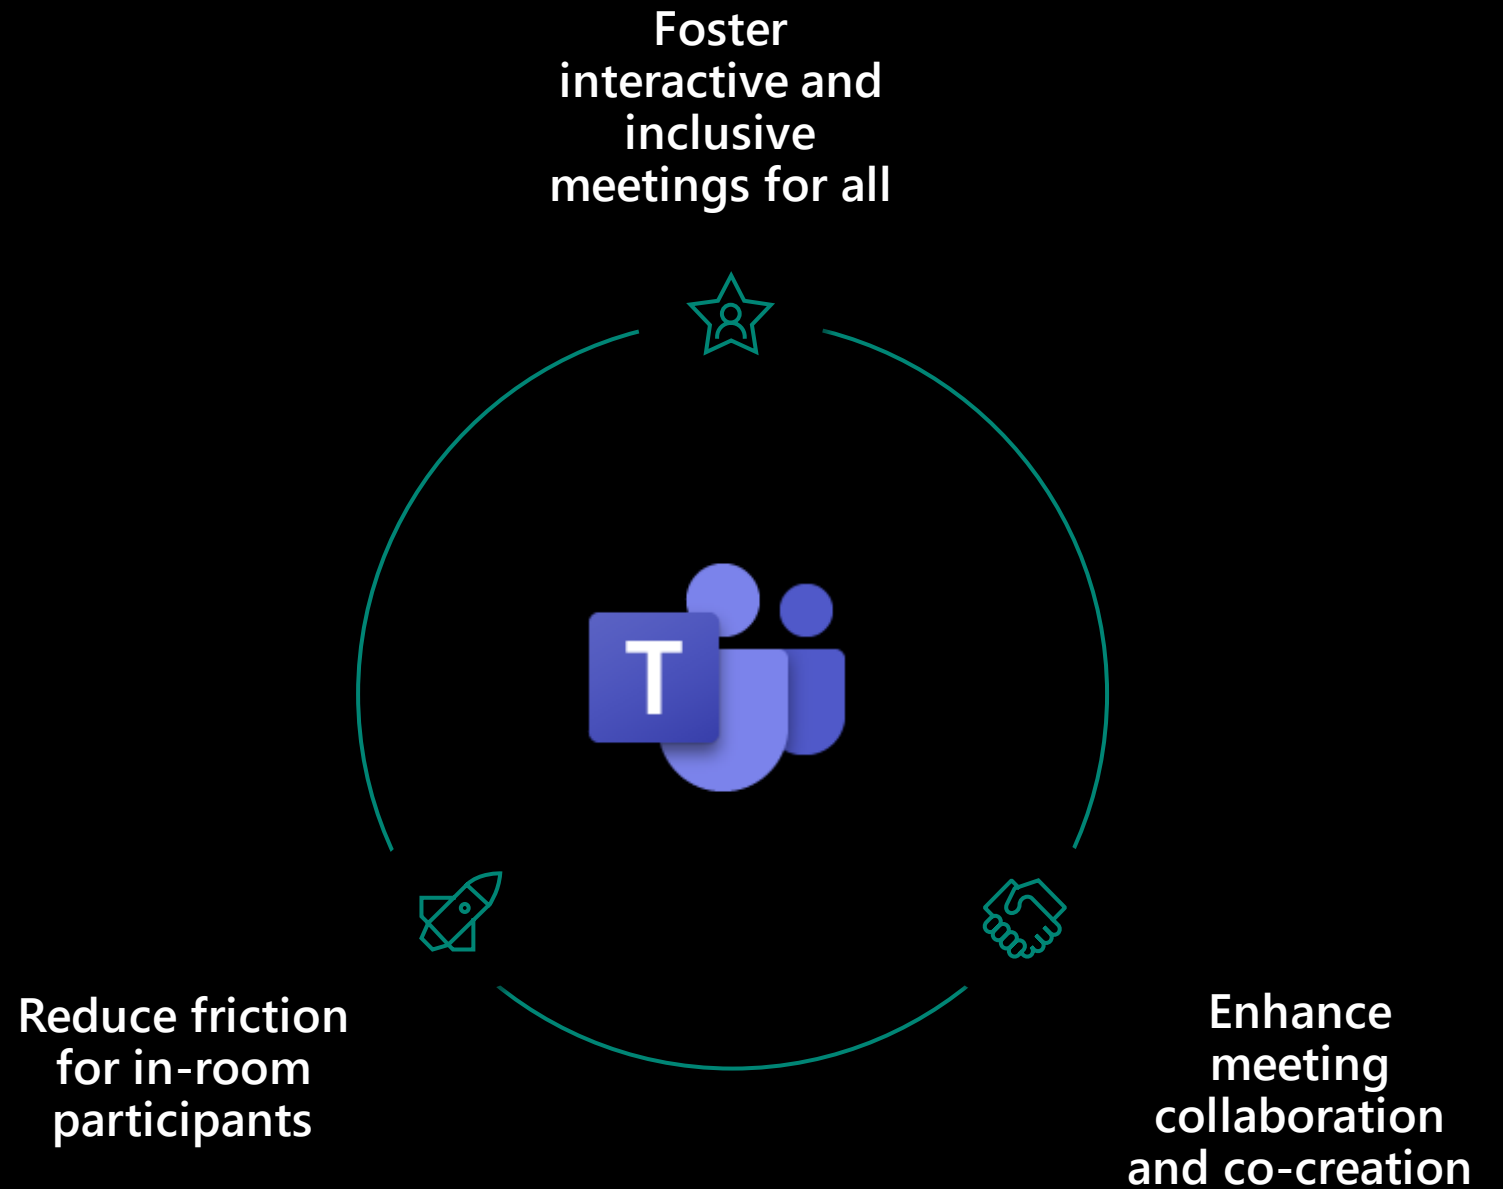 Foster
interactive and
inclusive
meetings for all
T
Reduce friction
for in-room
participants
Enhance
meeting
collaboration
and co-creation